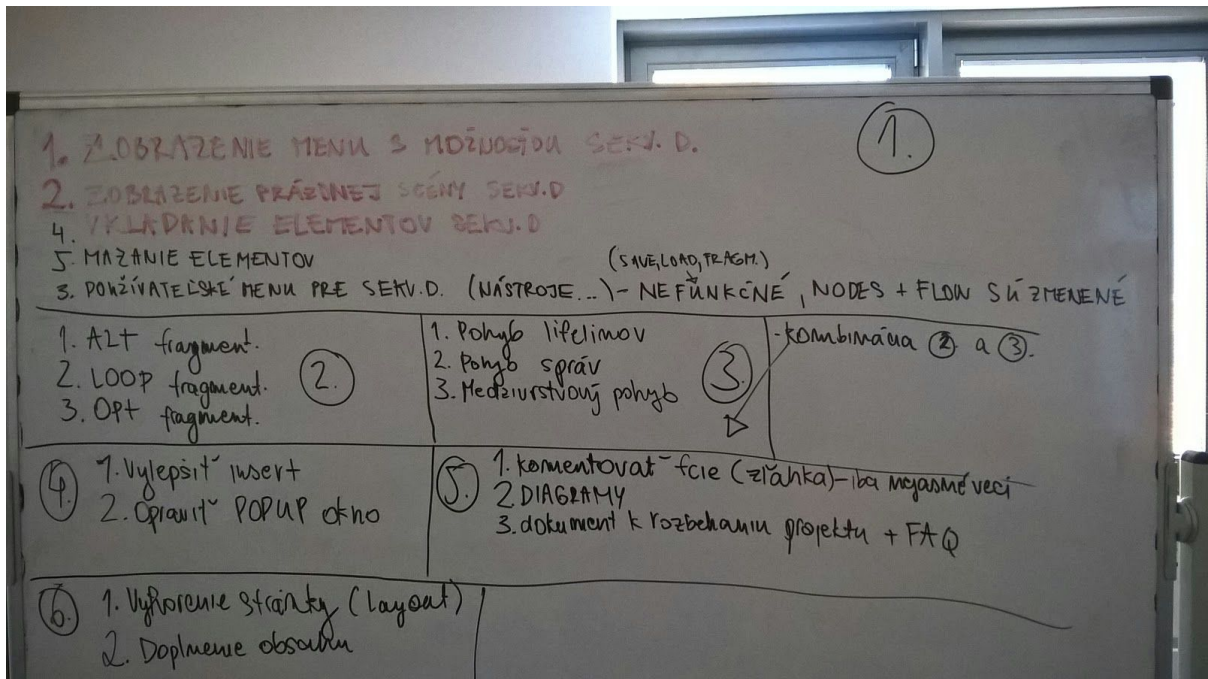 1.
1. ZOBRAZENIE MENU S MOŽNOSŤOU SEKV. D.
2. ZOBRAZENIE PRÁZDNEJ SCÉNY SEKV.D
4. VKLADANIE ELEMENTOV SEKV.D
5. MAZANIE ELEMENTOV
(SAVE, LOAD, FRAGM.)
3. POUŽÍVATEĽSKÉ MENU PRE SEKV.D. (NÁSTROJE...) - NEFUNKČNÉ, NODES + FLOW SÚ ZMENENÉ
1. ALT fragment.
2. LOOP fragment.
3. OPT fragment.
2.
1. Pohyb lifelinov
2. Pohyb správ
3. Medzivrstvový pohyb
3.
- kombinácia 2 a 3.
4.
1. Vylepšiť insert
2. Opraviť POPUP okno
5.
1. komentovať fcie (zľahka) - iba nejasné veci
2. DIAGRAMY
3. dokument k rozbehaniu projektu + FAQ
6.
1. Vytvorenie stránky (layout)
2. Doplnenie obsahu